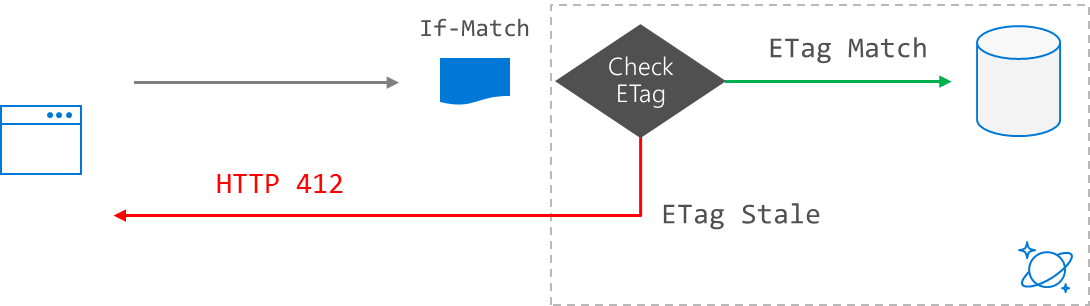 If-Match
Check
ETag
ETag Match
HTTP 412
ETag Stale